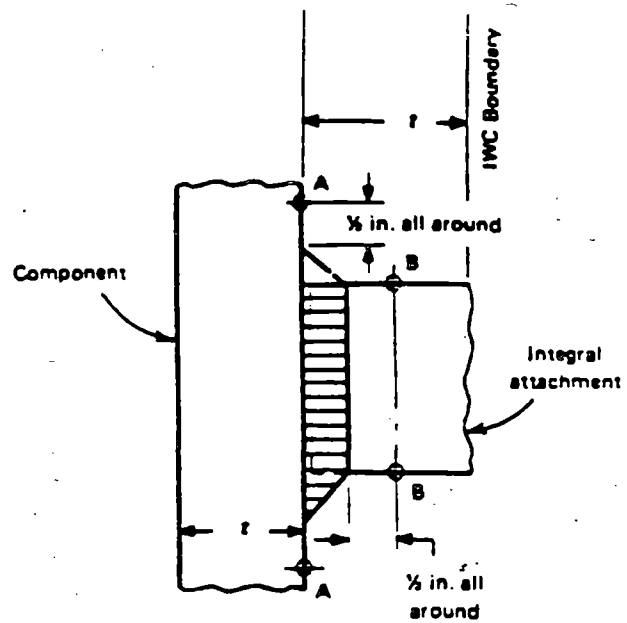 IWC Boundary
t
A
½ in. all around
Component
B
Integral
attachment
B
t
½ in. all
around
A